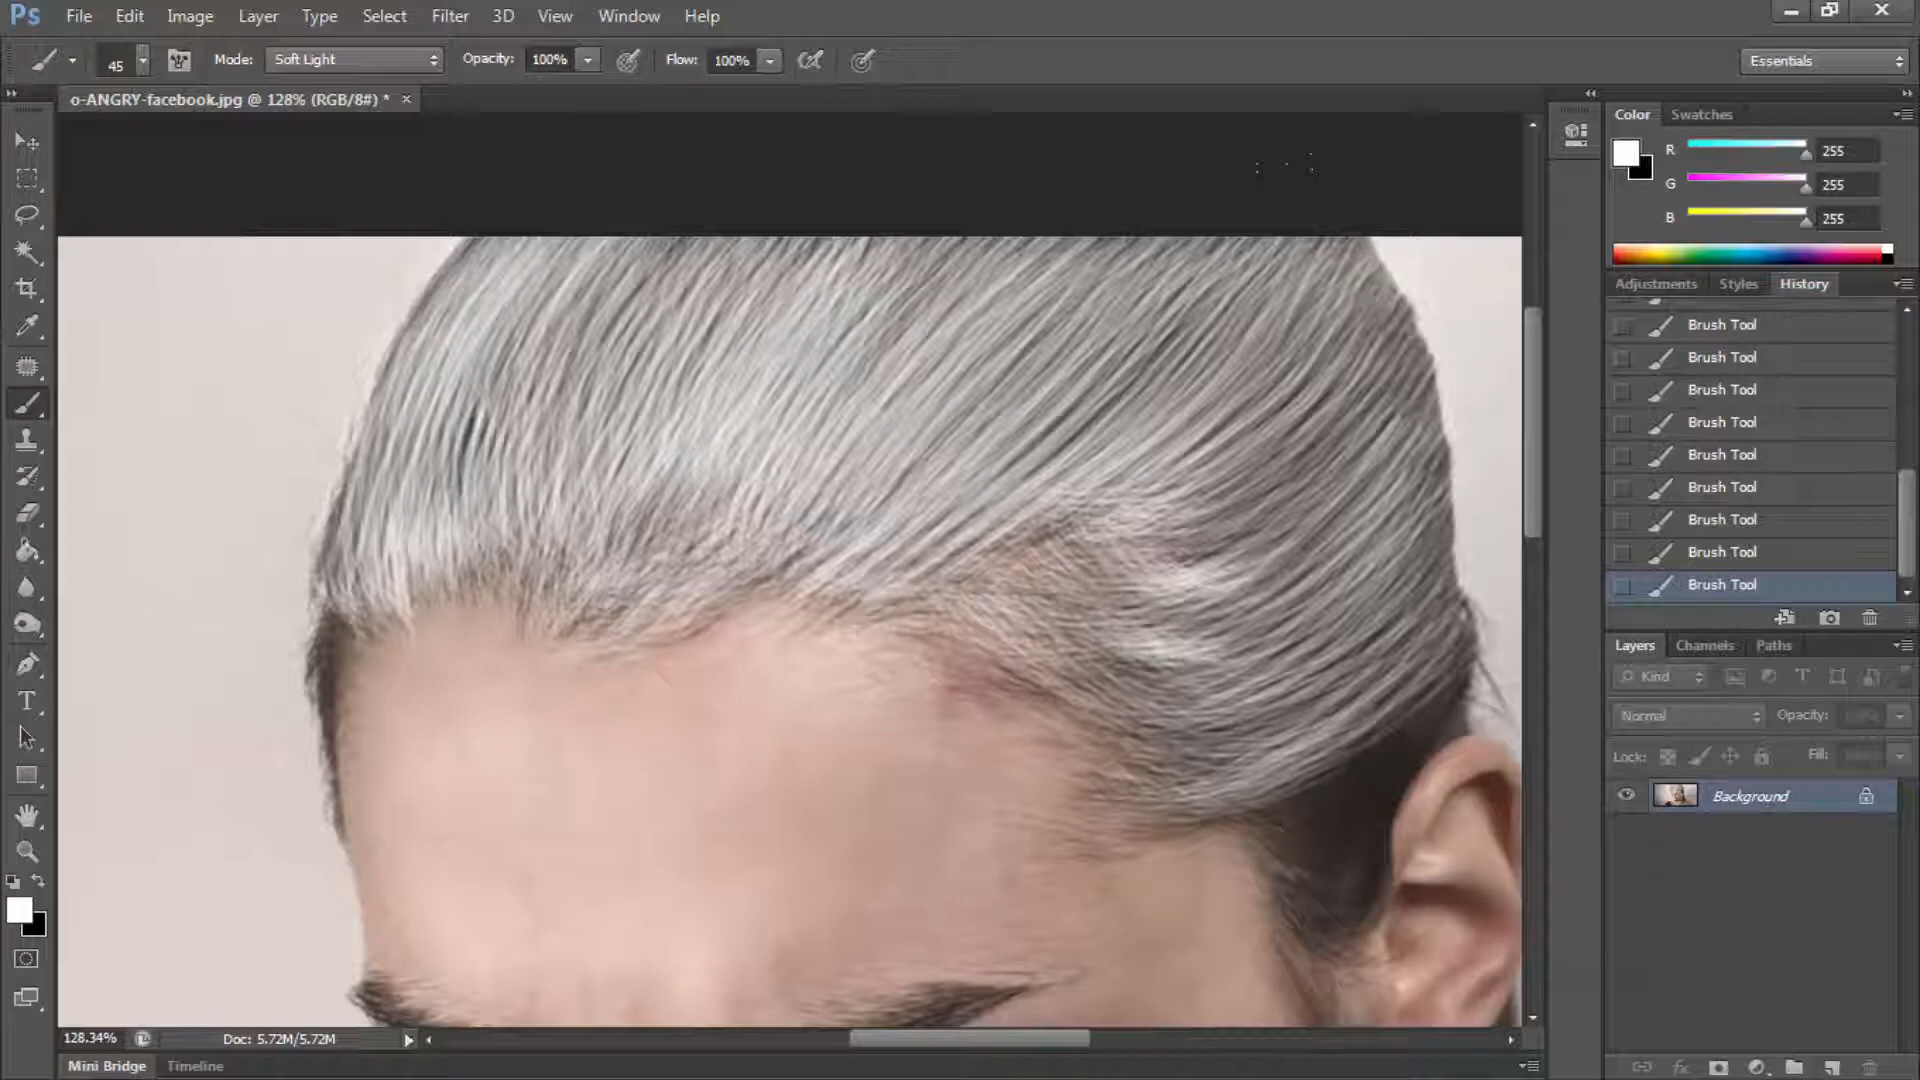 Ps File Edit Image Layer Type Select Filter 3D View Window Help
45 Mode: Soft Light Opacity: 100% Flow: 100% Essentials
o-ANGRY-facebook.jpg @ 128% (RGB/8#) * ×
Color Swatches
R 255
G 255
B 255
Adjustments Styles History
Brush Tool
Brush Tool
Brush Tool
Brush Tool
Brush Tool
Brush Tool
Brush Tool
Brush Tool
Brush Tool
Layers Channels Paths
Kind
Normal Opacity:
Lock: Fill:
Background
128.34% Doc: 5.72M/5.72M
Mini Bridge Timeline